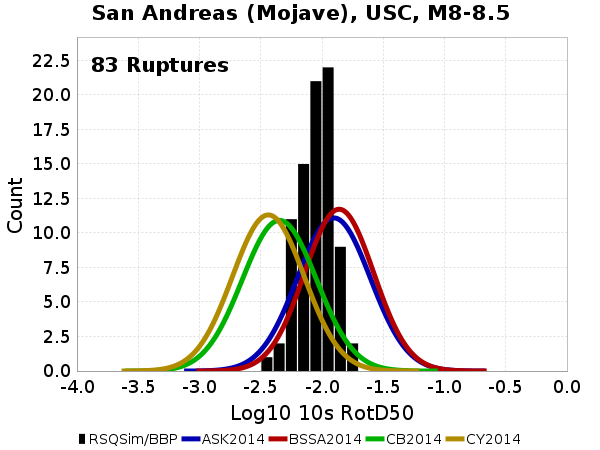 San Andreas (Mojave), USC, M8-8.5
83 Ruptures
Count
22.5
20.0
17.5
15.0
12.5
10.0
7.5
5.0
2.5
0.0
-4.0 -3.5 -3.0 -2.5 -2.0 -1.5 -1.0 -0.5 0.0
Log10 10s RotD50
RSQSim/BBP ASK2014 BSSA2014 CB2014 CY2014